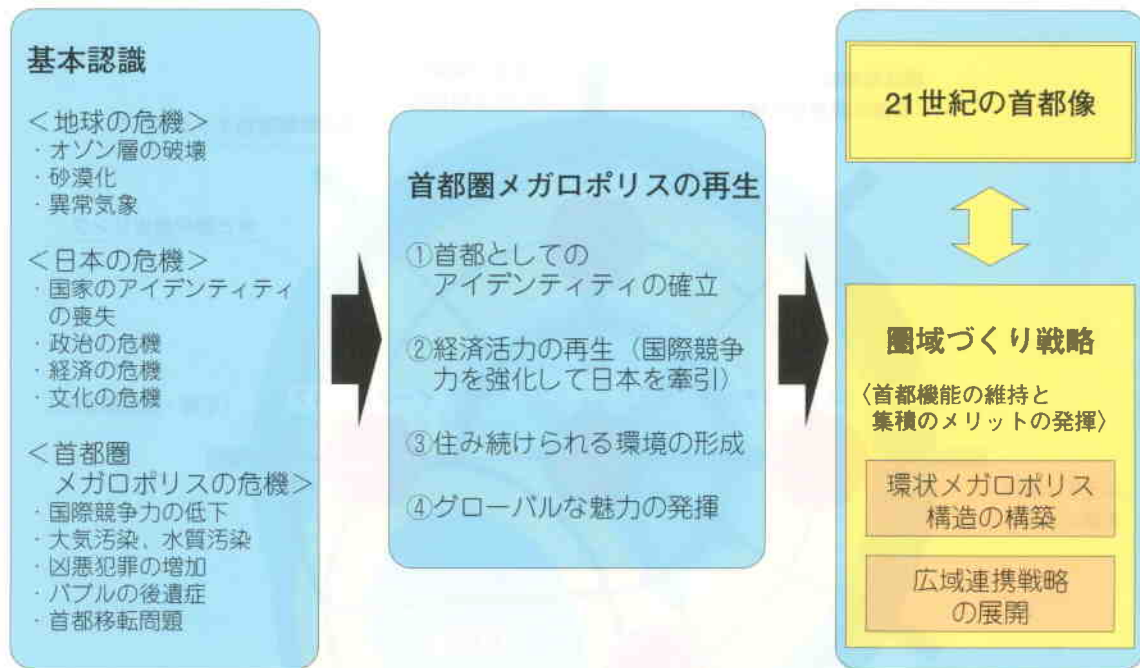 基本認識
＜地球の危機＞
・オゾン層の破壊
・砂漠化
・異常気象
＜日本の危機＞
・国家のアイデンティティ
の喪失
・政治の危機
・経済の危機
・文化の危機
＜首都圏
メガロポリスの危機＞
・国際競争力の低下
・大気汚染、水質汚染
・凶悪犯罪の増加
・バブルの後遺症
・首都移転問題
首都圏メガロポリスの再生
①首都としての
アイデンティティの確立
②経済活力の再生（国際競争
力を強化して日本を牽引）
③住み続けられる環境の形成
④グローバルな魅力の発揮
21世紀の首都像
圏域づくり戦略
〈首都機能の維持と
集積のメリットの発揮〉
環状メガロポリス
構造の構築
広域連携戦略
の展開